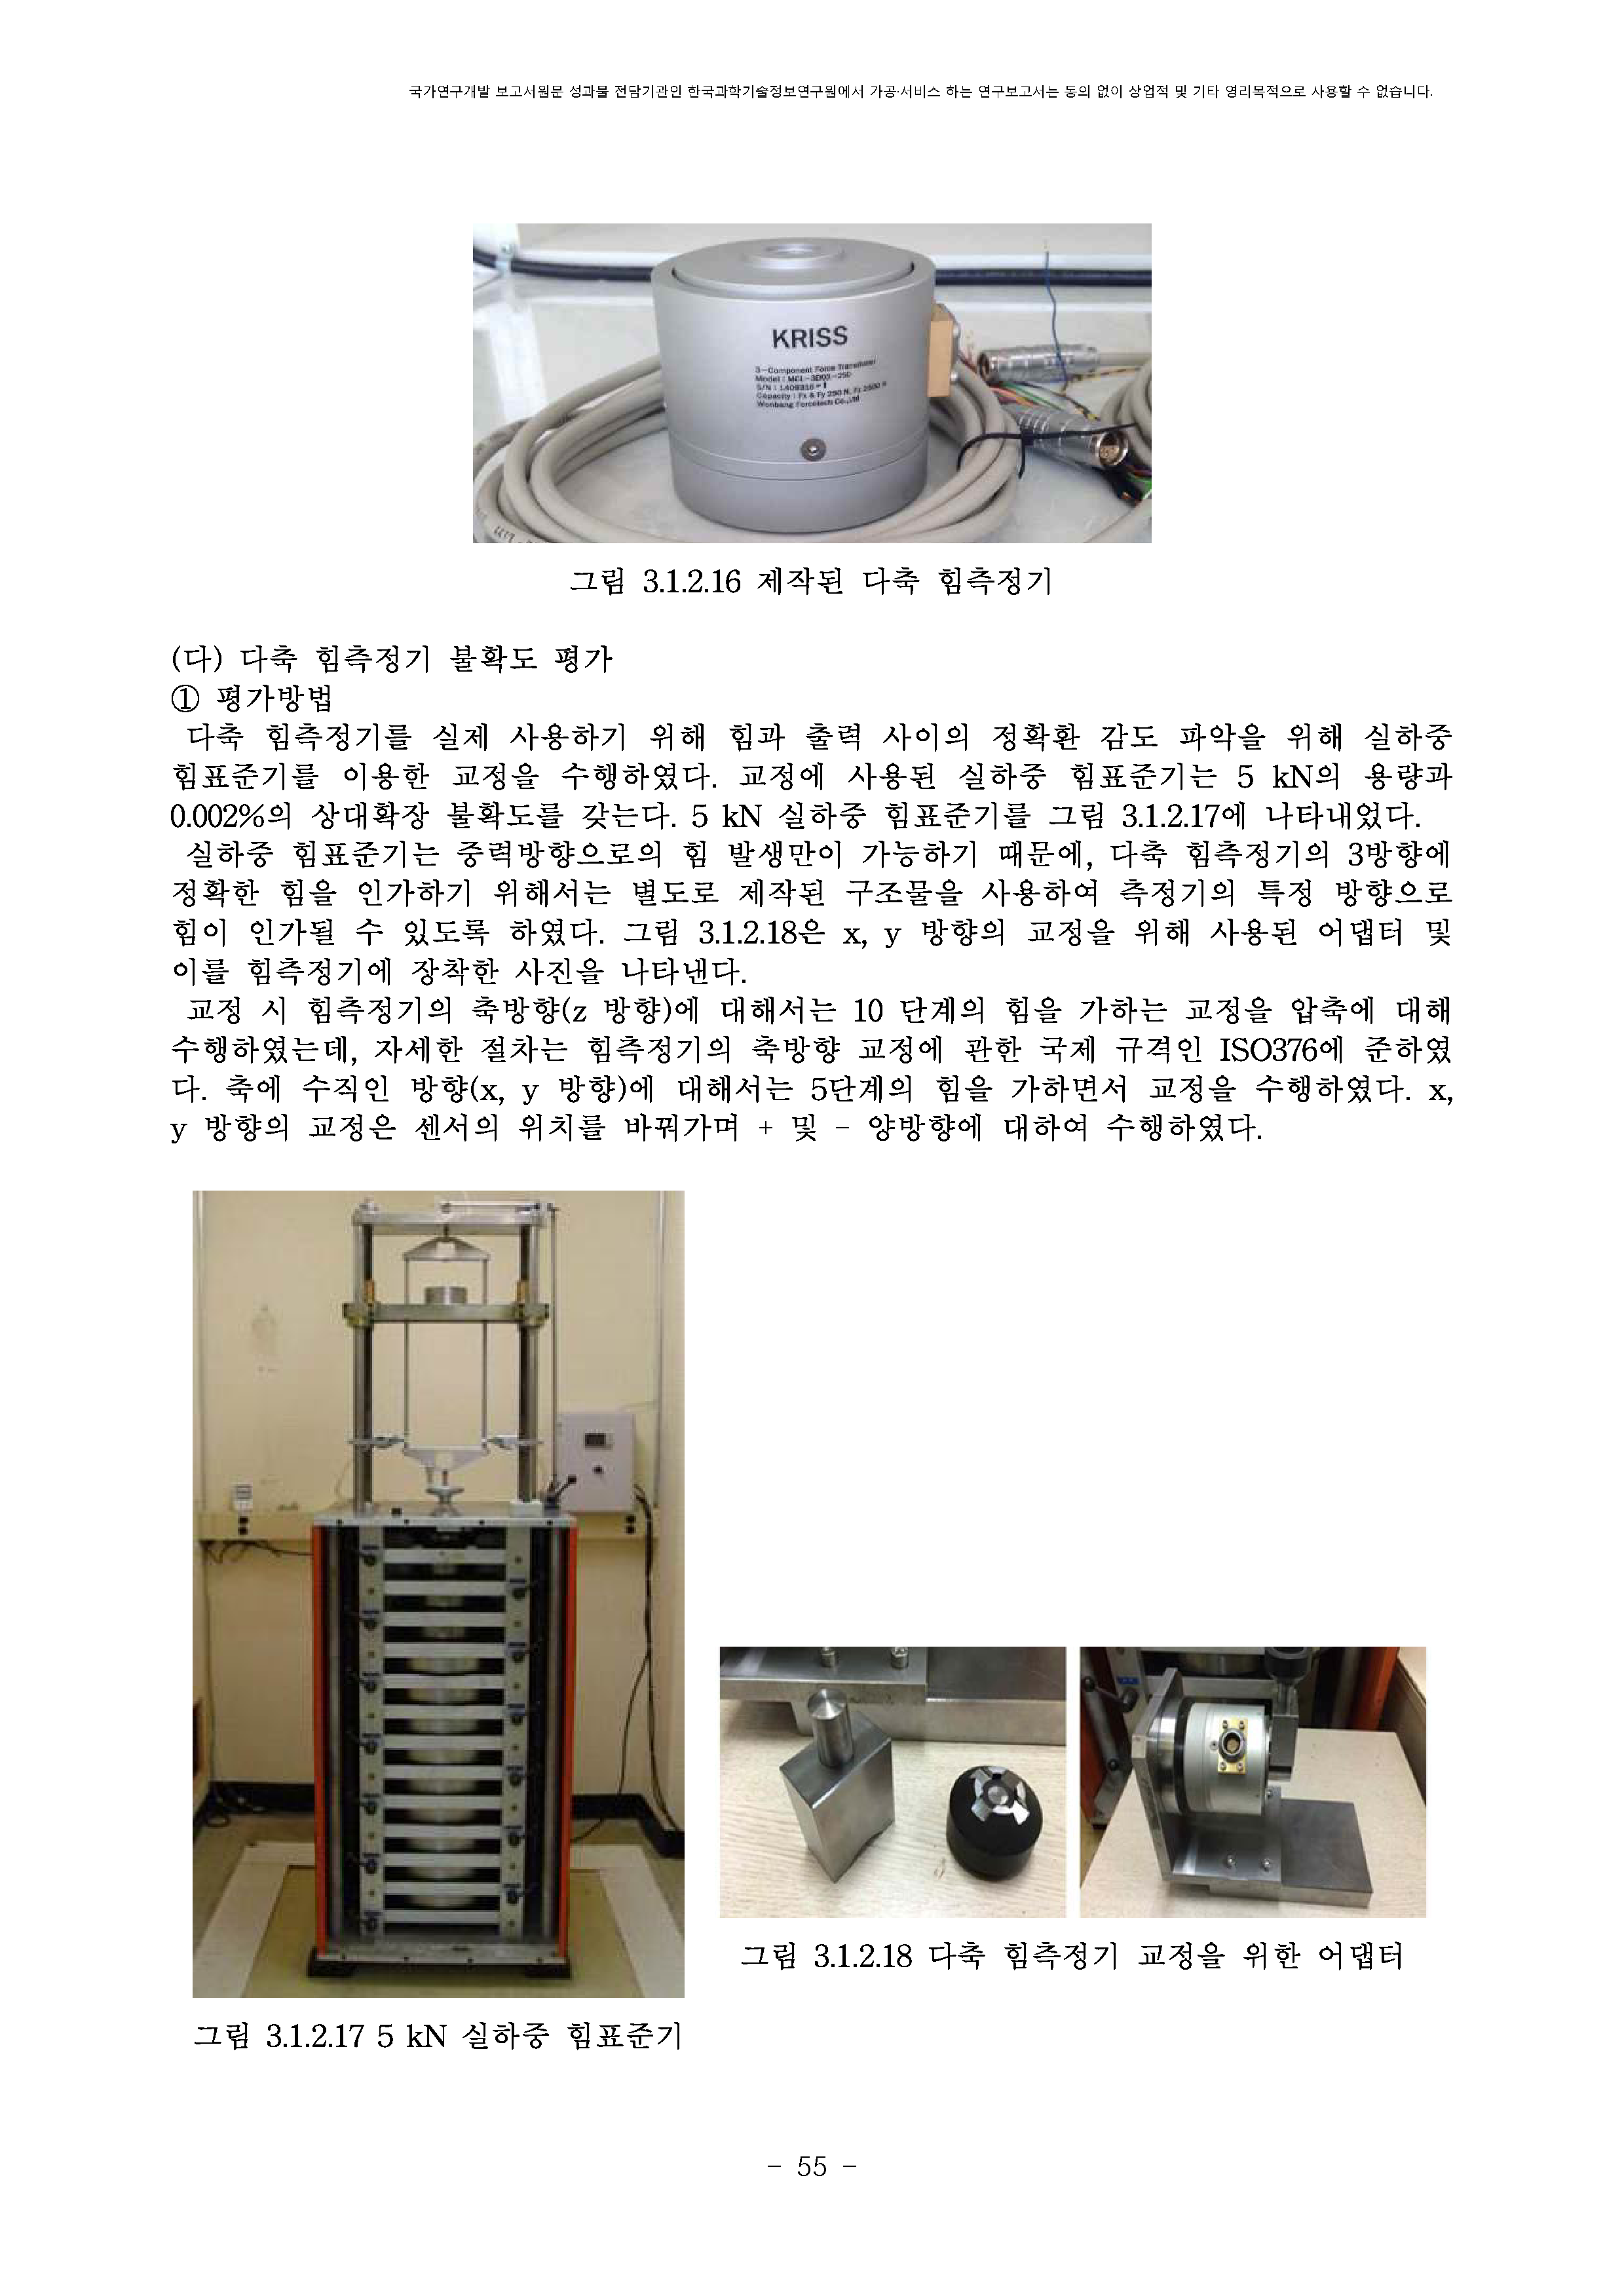 국가연구개발 보고서원문 성과물 전담기관인 한국과학기술정보연구원에서 가공·서비스 하는 연구보고서는 동의 없이 상업적 및 기타 영리목적으로 사용할 수 없습니다.
KRISS
3-Component Force Transducer
Model : MCL-3D03-250
S/N : 1409316-1
Capacity : Fx & Fy 250 N, Fz 2500 N
Wonbang Forcetech Co.,Ltd
그림 3.1.2.16 제작된 다축 힘측정기
(다) 다축 힘측정기 불확도 평가
① 평가방법
다축 힘측정기를 실제 사용하기 위해 힘과 출력 사이의 정확환 감도 파악을 위해 실하중
힘표준기를 이용한 교정을 수행하였다. 교정에 사용된 실하중 힘표준기는 5 kN의 용량과
0.002%의 상대확장 불확도를 갖는다. 5 kN 실하중 힘표준기를 그림 3.1.2.17에 나타내었다.
실하중 힘표준기는 중력방향으로의 힘 발생만이 가능하기 때문에, 다축 힘측정기의 3방향에
정확한 힘을 인가하기 위해서는 별도로 제작된 구조물을 사용하여 측정기의 특정 방향으로
힘이 인가될 수 있도록 하였다. 그림 3.1.2.18은 x, y 방향의 교정을 위해 사용된 어댑터 및
이를 힘측정기에 장착한 사진을 나타낸다.
교정 시 힘측정기의 축방향(z 방향)에 대해서는 10 단계의 힘을 가하는 교정을 압축에 대해
수행하였는데, 자세한 절차는 힘측정기의 축방향 교정에 관한 국제 규격인 ISO376에 준하였
다. 축에 수직인 방향(x, y 방향)에 대해서는 5단계의 힘을 가하면서 교정을 수행하였다. x,
y 방향의 교정은 센서의 위치를 바꿔가며 + 및 - 양방향에 대하여 수행하였다.
그림 3.1.2.18 다축 힘측정기 교정을 위한 어댑터
그림 3.1.2.17 5 kN 실하중 힘표준기
- 55 -